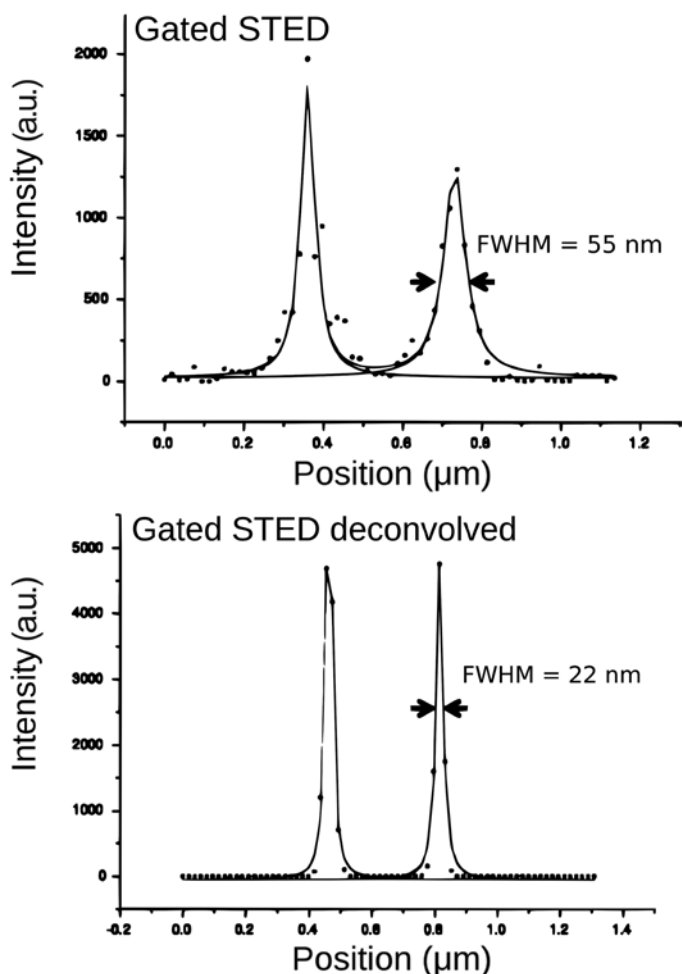 Gated STED
Intensity (a.u.)
2000
1500
1000
500
0
FWHM = 55 nm
0.0 0.2 0.4 0.6 0.8 1.0 1.2
Position (µm)
Gated STED deconvolved
Intensity (a.u.)
5000
4000
3000
2000
1000
0
FWHM = 22 nm
-0.2 0.0 0.2 0.4 0.6 0.8 1.0 1.2 1.4
Position (µm)